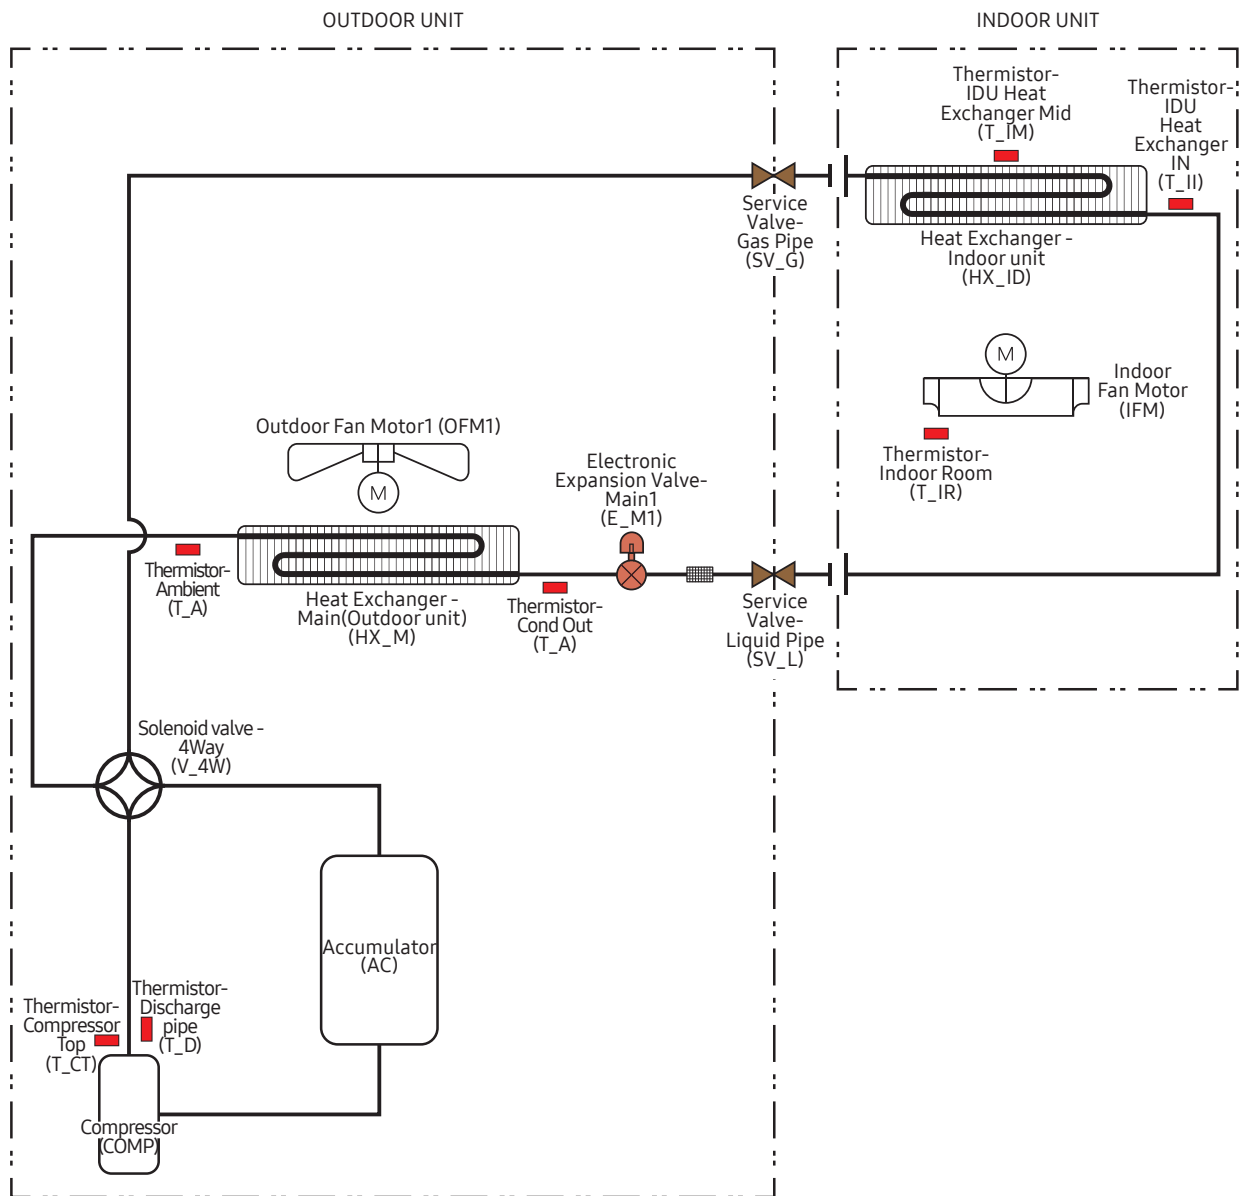 OUTDOOR UNIT
INDOOR UNIT
Thermistor-
IDU Heat
Exchanger Mid
(T_IM)
Thermistor-
IDU
Heat
Exchanger
IN
(T_II)
Service
Valve-
Gas Pipe
(SV_G)
Heat Exchanger -
Indoor unit
(HX_ID)
M
Indoor
Fan Motor
(IFM)
Thermistor-
Indoor Room
(T_IR)
Outdoor Fan Motor1 (OFM1)
M
Electronic
Expansion Valve-
Main1
(E_M1)
Thermistor-
Ambient
(T_A)
Heat Exchanger -
Main(Outdoor unit)
(HX_M)
Thermistor-
Cond Out
(T_A)
Service
Valve-
Liquid Pipe
(SV_L)
Solenoid valve -
4Way
(V_4W)
Accumulator
(AC)
Thermistor-
Compressor
Top
(T_CT)
Thermistor-
Discharge
pipe
(T_D)
Compressor
(COMP)